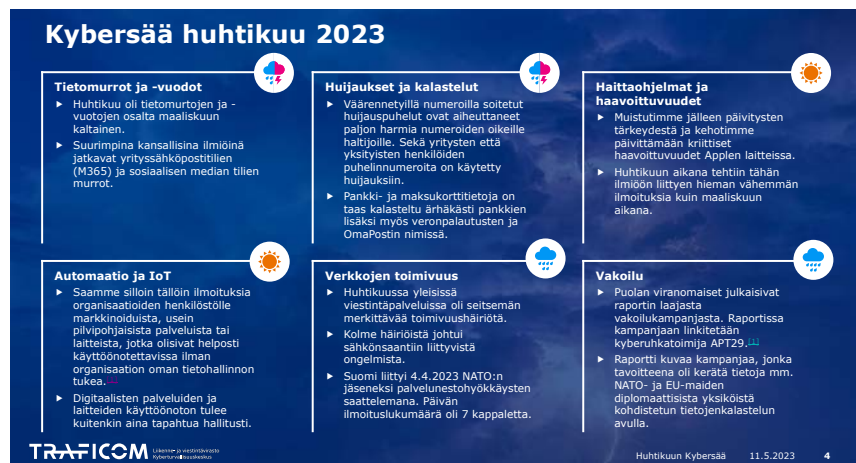 Kybersää huhtikuu 2023
Tietomurrot ja -vuodot
Huhtikuu oli tietomurtojen ja -
vuotojen osalta maaliskuun
kaltainen.
Suurimpina kansallisina ilmiöinä
jatkavat yrityssähköpostitilien
(M365) ja sosiaalisen median tilien
murrot.
Huijaukset ja kalastelut
Väärennetyillä numeroilla soitetut
huijauspuhelut ovat aiheuttaneet
paljon harmia numeroiden oikeille
haltijoille. Sekä yritysten että
yksityisten henkilöiden
puhelinnumeroita on käytetty
huijauksiin.
Pankki- ja maksukorttitietoja on
taas kalasteltu ärhäkästi pankkien
lisäksi myös veronpalautusten ja
OmaPostin nimissä.
Haittaohjelmat ja
haavoittuvuudet
Muistutimme jälleen päivitysten
tärkeydestä ja kehotimme
päivittämään kriittiset
haavoittuvuudet Applen laitteissa.
Huhtikuun aikana tehtiin tähän
ilmiöön liittyen hieman vähemmän
ilmoituksia kuin maaliskuun
aikana.
Automaatio ja IoT
Saamme silloin tällöin ilmoituksia
organisaatioiden henkilöstölle
markkinoiduista, usein
pilvipohjaisista palveluista tai
laitteista, jotka olisivat helposti
käyttöönotettavissa ilman
organisaation oman tietohallinnon
tukea.
Digitaalisten palveluiden ja
laitteiden käyttöönoton tulee
kuitenkin aina tapahtua hallitusti.
Verkkojen toimivuus
Huhtikuussa yleisissä
viestintäpalveluissa oli seitsemän
merkittävää toimivuushäiriötä.
Kolme häiriöistä johtui
sähkönsaantiin liittyvistä
ongelmista.
Suomi liittyi 4.4.2023 NATO:n
jäseneksi palvelunestohyökkäysten
saattelemana. Päivän
ilmoituslukumäärä oli 7 kappaletta.
Vakoilu
Puolan viranomaiset julkaisivat
raportin laajasta
vakoilukampanjasta. Raportissa
kampanjaan linkitetään
kyberuhkatoimija APT29.[1]
Raportti kuvaa kampanjaa, jonka
tavoitteena oli kerätä tietoja mm.
NATO- ja EU-maiden
diplomaattisista yksiköistä
kohdistetun tietojenkalastelun
avulla.
TRAFICOM
Liikenne- ja viestintävirasto
Kyberturvallisuuskeskus
Huhtikuun Kybersää
11.5.2023
4